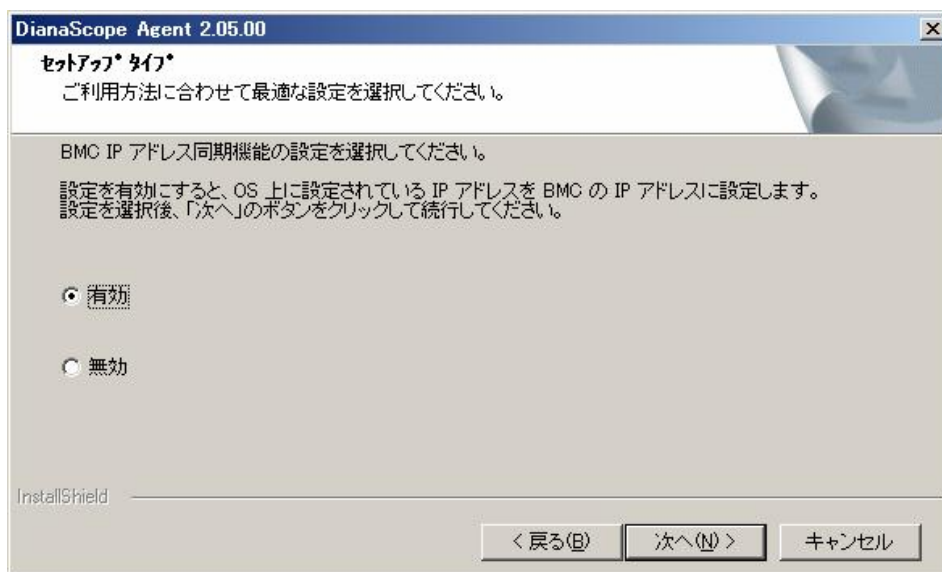 DianaScope Agent 2.05.00
セットアップ タイプ
ご利用方法に合わせて最適な設定を選択してください。
BMC IP アドレス同期機能の設定を選択してください。
設定を有効にすると、OS 上に設定されている IP アドレスを BMC の IP アドレスに設定します。
設定を選択後、「次へ」のボタンをクリックして続行してください。
有効
無効
InstallShield
< 戻る(B)
次へ(N) >
キャンセル